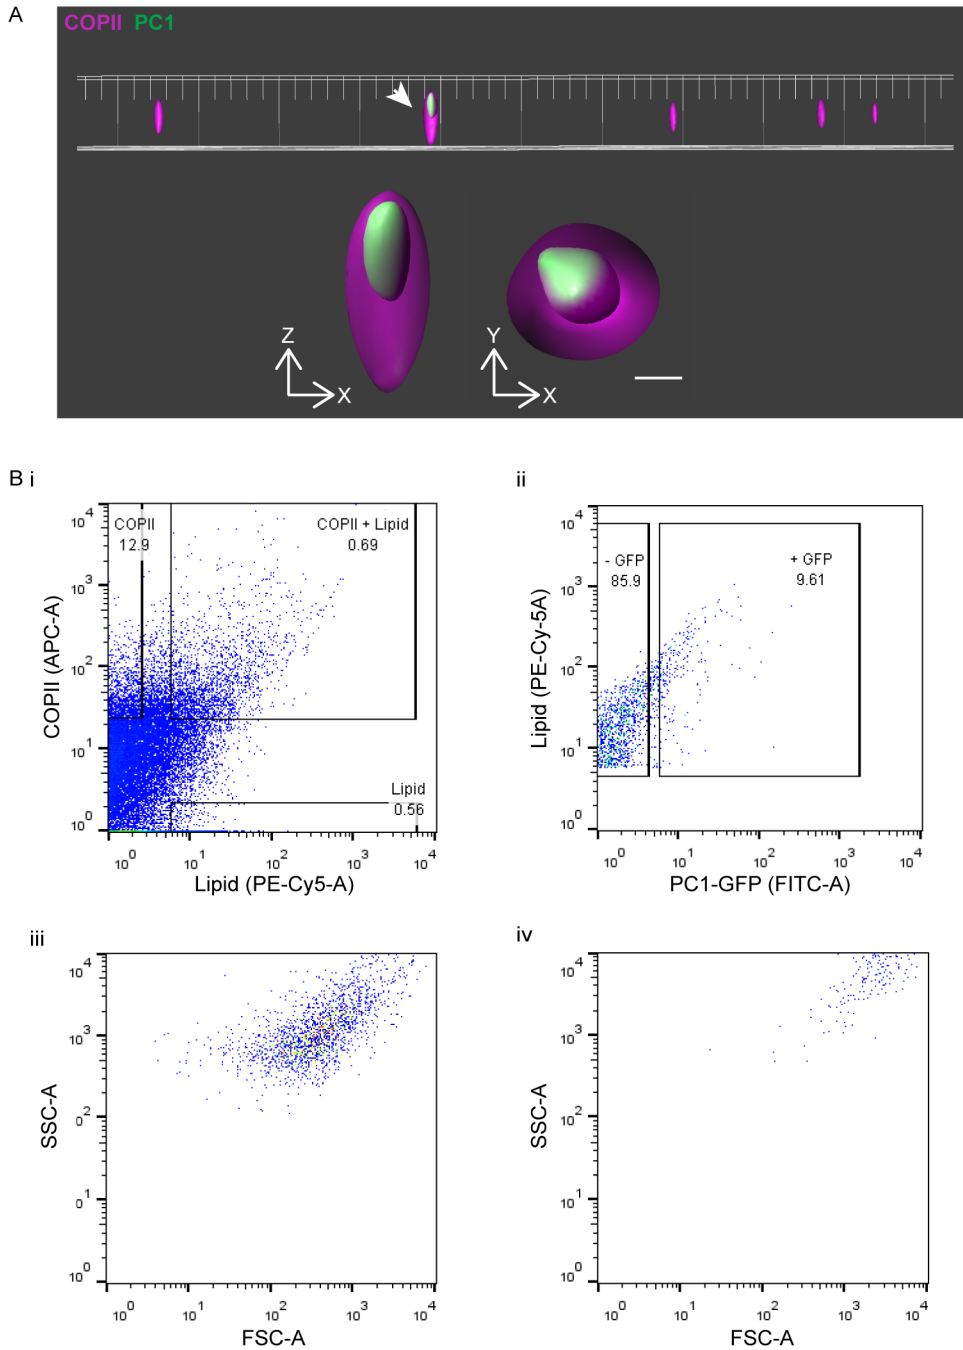 A
COPII PC1
Z
X
Y
X
B i
ii
10^4
10^3
10^2
10^1
10^0
COPII (APC-A)
COPII
12.9
COPII + Lipid
0.69
Lipid
0.56
10^0 10^1 10^2 10^3 10^4
Lipid (PE-Cy5-A)
10^4
10^3
10^2
10^1
10^0
Lipid (PE-Cy-5A)
- GFP
85.9
+ GFP
9.61
10^0 10^1 10^2 10^3 10^4
PC1-GFP (FITC-A)
iii
iv
10^4
10^3
0^2
0^1
10^0
SSC-A
10^0 10^1 10^2 10^3 10^4
FSC-A
10^4
10^3
10^2
10^1
10^0
SSC-A
10^0 10^1 10^2 10^3 10^4
FSC-A